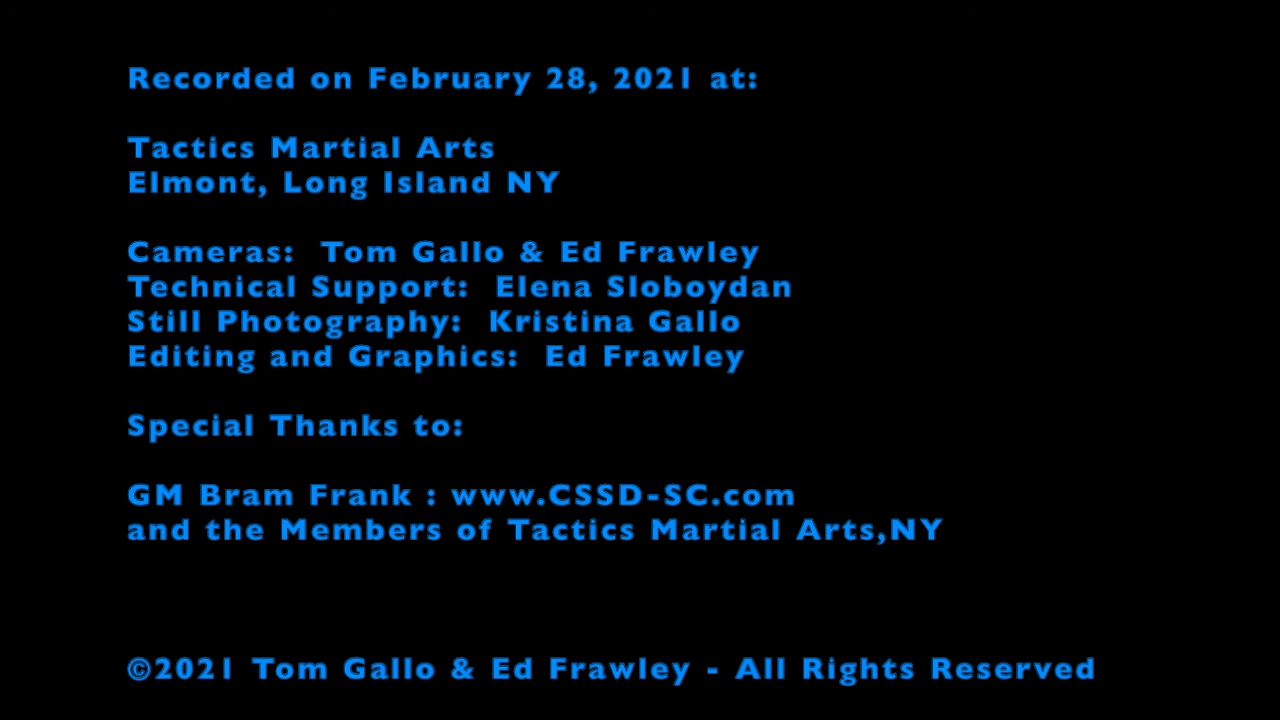 Recorded on February 28, 2021 at:
Tactics Martial Arts
Elmont, Long Island NY
Cameras:  Tom Gallo & Ed Frawley
Technical Support:  Elena Sloboydan
Still Photography:  Kristina Gallo
Editing and Graphics:  Ed Frawley
Special Thanks to:
GM Bram Frank : www.CSSD-SC.com
and the Members of Tactics Martial Arts,NY
©2021 Tom Gallo & Ed Frawley - All Rights Reserved